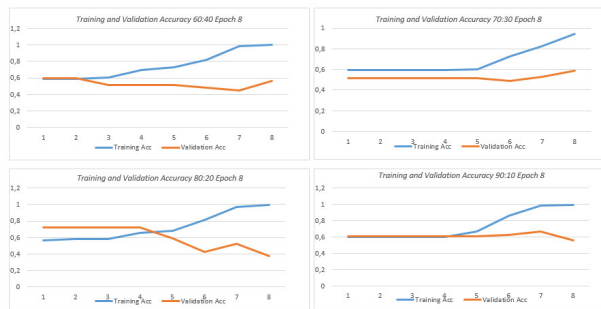 Training and Validation Accuracy 60:40 Epoch 8
1,2
1
0,8
0,6
0,4
0,2
0
1 2 3 4 5 6 7 8
Training Acc Validation Acc
Training and Validation Accuracy 70:30 Epoch 8
1
0,8
0,6
0,4
0,2
0
1 2 3 4 5 6 7 8
Training Acc Validation Acc
Training and Validation Accuracy 80:20 Epoch 8
1,2
1
0,8
0,6
0,4
0,2
0
1 2 3 4 5 6 7 8
Training Acc Validation Acc
Training and Validation Accuracy 90:10 Epoch 8
1,2
1
0,8
0,6
0,4
0,2
0
1 2 3 4 5 6 7 8
Training Acc Validation Acc